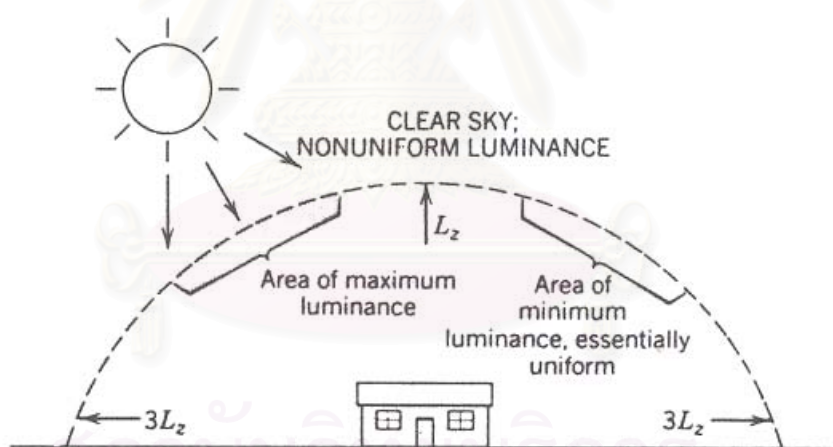 CLEAR SKY;
NONUNIFORM LUMINANCE
L_z
Area of maximum
luminance
Area of
minimum
luminance, essentially
uniform
3L_z
3L_z